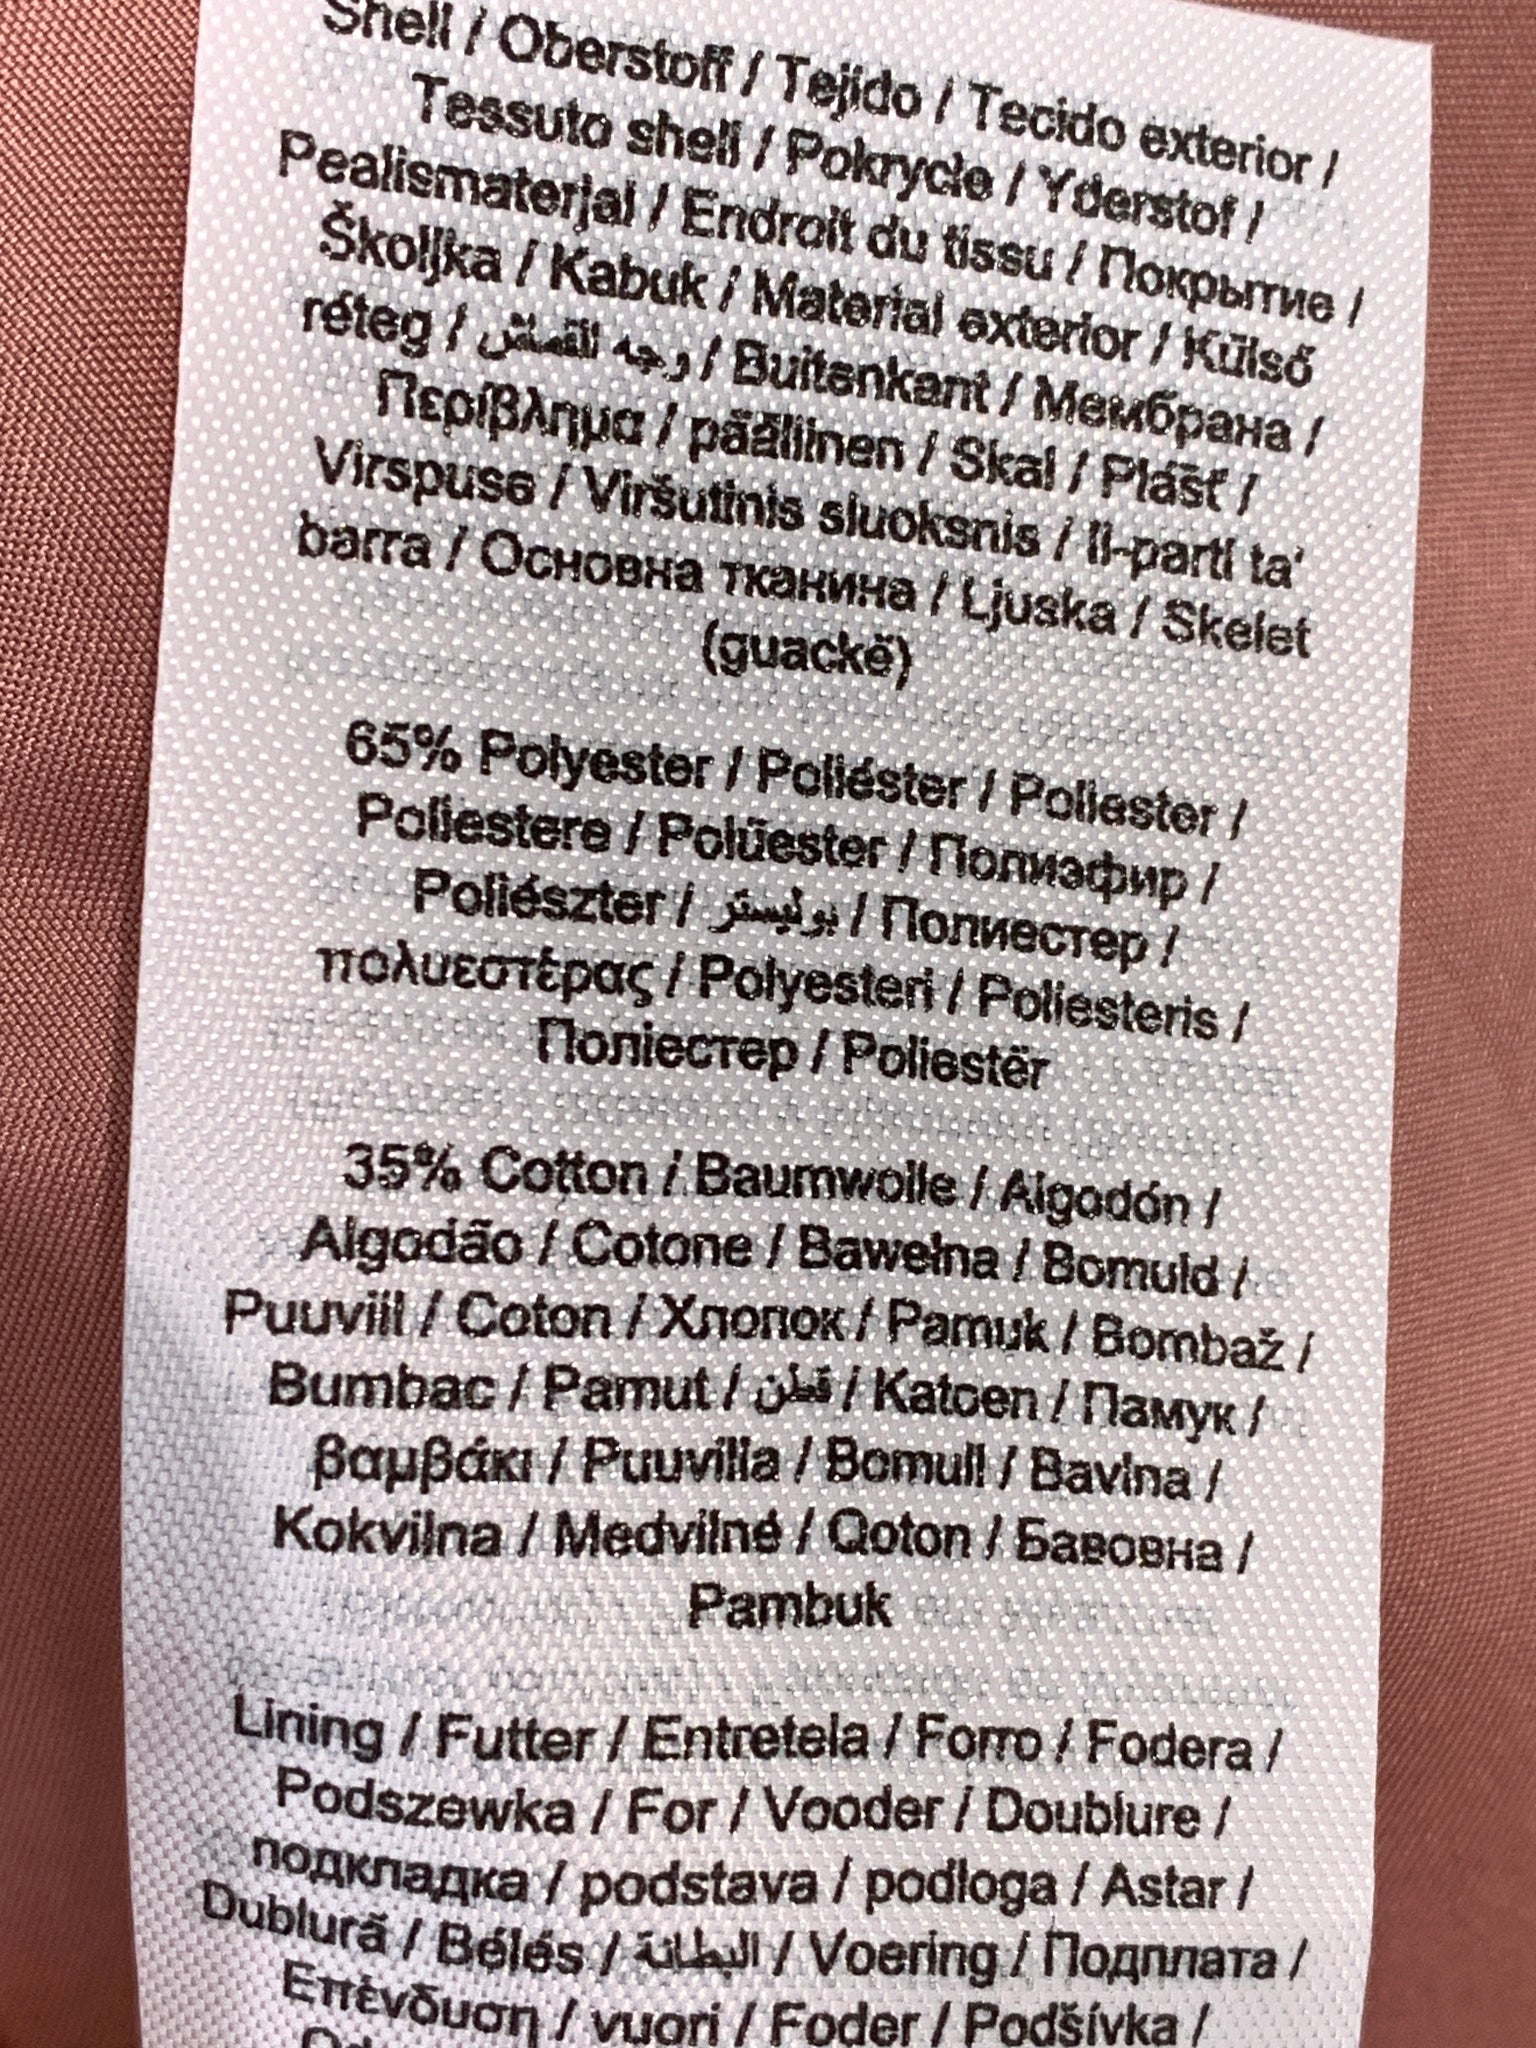 Shell / Oberstoff / Tejido / Tecido exterior /
Tessuto shell / Pokrycie / Yderstof /
Pealismaterjal / Endroit du tissu / Покрытие /
Školjka / Kabuk / Material exterior / Külső
réteg / وجه القماش / Buitenkant / Мембрана /
Περίβλημα / päällinen / Skal / Plášť /
Virspuse / Viršutinis sluoksnis / Il-parti ta'
barra / Основна тканина / Ljuska / Skelet
(guackë)
65% Polyester / Poliéster / Poliester /
Poliestere / Polüester / Полиэфир /
Poliészter / بوليستر / Полиестер /
πολυεστέρας / Polyesteri / Poliesteris /
Поліестер / Poliestër
35% Cotton / Baumwolle / Algodón /
Algodão / Cotone / Bawełna / Bomuld /
Puuvill / Coton / Хлопок / Pamuk / Bombaž /
Bumbac / Pamut / قطن / Katoen / Памук /
βαμβάκι / Puuvilla / Bomull / Bavlna /
Kokvilna / Medvilnė / Qoton / Бавовна /
Pambuk
Lining / Futter / Entretela / Forro / Fodera /
Podszewka / For / Vooder / Doublure /
подкладка / podstava / podloga / Astar /
Dublură / Bélés / البطانة / Voering / Подплата /
Επένδυση / vuori / Foder / Podšívka /